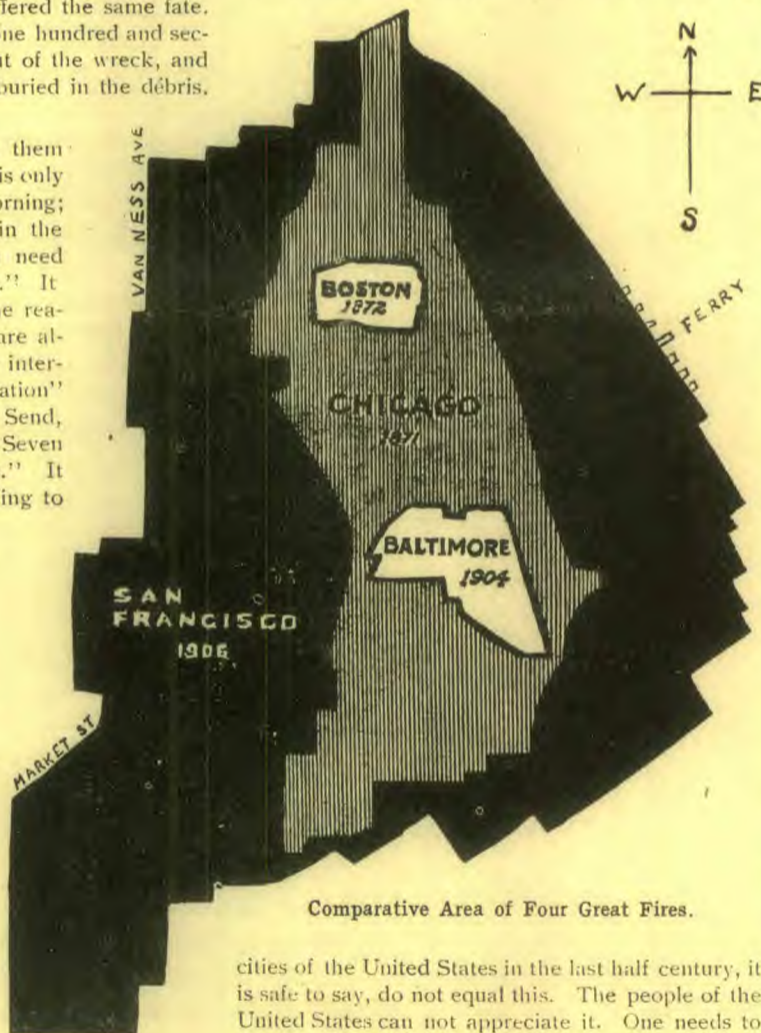 ffered the same fate.
ne hundred and sec-
t of the wreck, and
buried in the débris.
them
is only
orning;
in the
need
." It
e rea-
are al-
inter-
ation"
Send,
Seven
." It
ing to
N
W E
S
VAN NESS AVE
BOSTON
1872
FERRY
CHICAGO
1871
BALTIMORE
1904
SAN
FRANCISCO
1906
MARKET ST
Comparative Area of Four Great Fires.
cities of the United States in the last half century, it
is safe to say, do not equal this. The people of the
United States can not appreciate it. One needs to